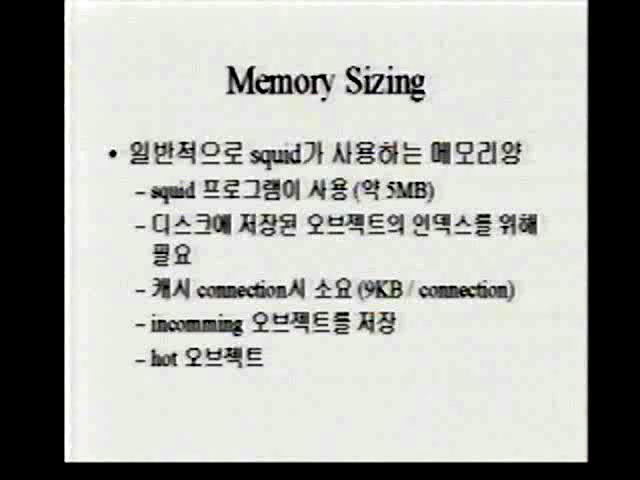 Memory Sizing
• 일반적으로 squid가 사용하는 메모리양
– squid 프로그램이 사용 (약 5MB)
– 디스크에 저장된 오브젝트의 인덱스를 위해
필요
– 캐시 connection시 소요 (9KB / connection)
– incomming 오브젝트를 저장
– hot 오브젝트